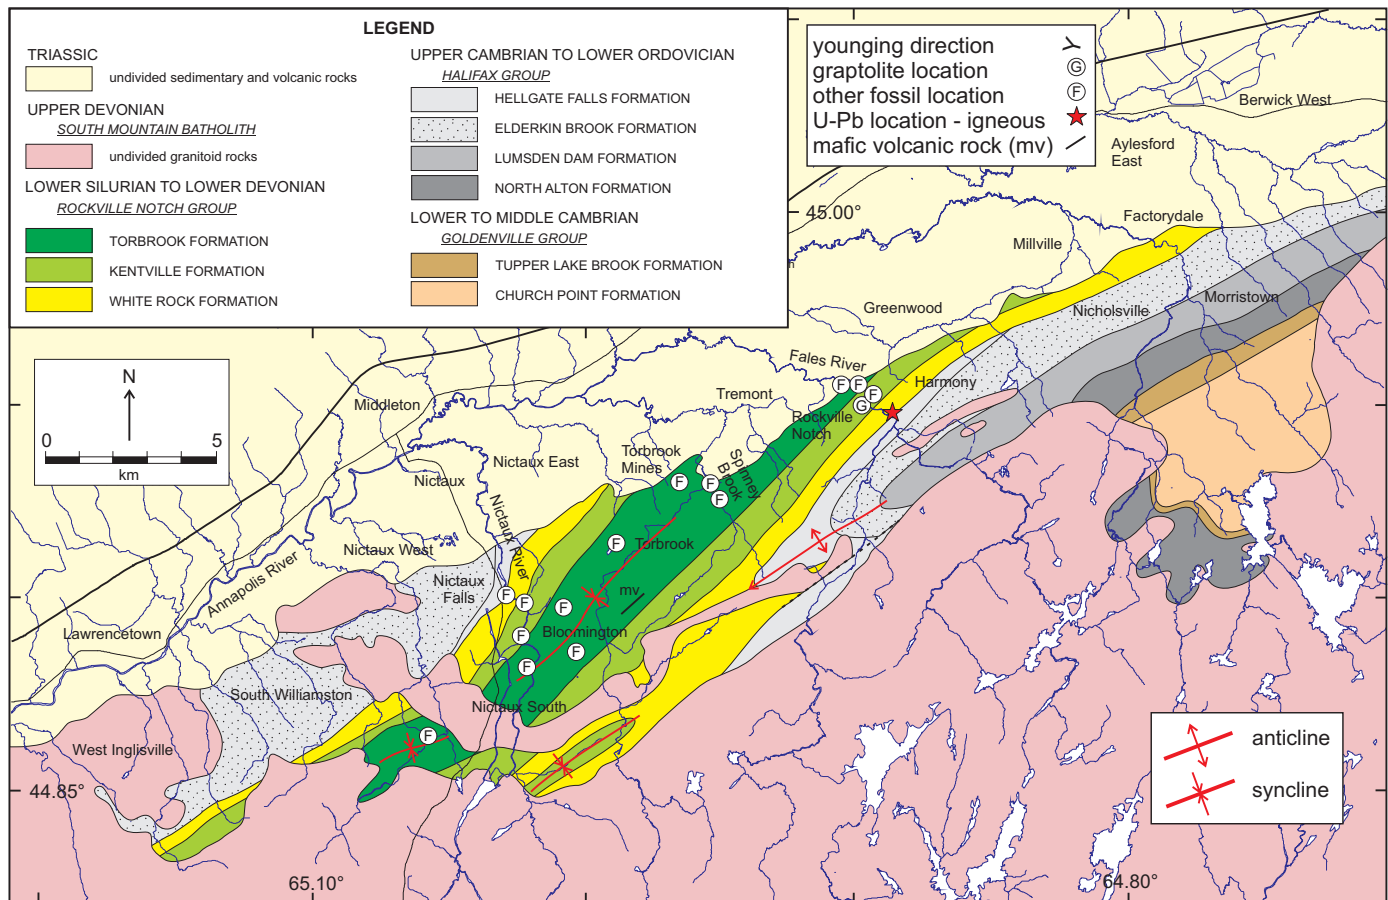 LEGEND
TRIASSIC
undivided sedimentary and volcanic rocks
UPPER DEVONIAN
SOUTH MOUNTAIN BATHOLITH
undivided granitoid rocks
LOWER SILURIAN TO LOWER DEVONIAN
ROCKVILLE NOTCH GROUP
TORBROOK FORMATION
KENTVILLE FORMATION
WHITE ROCK FORMATION
UPPER CAMBRIAN TO LOWER ORDOVICIAN
HALIFAX GROUP
HELLGATE FALLS FORMATION
ELDERKIN BROOK FORMATION
LUMSDEN DAM FORMATION
NORTH ALTON FORMATION
LOWER TO MIDDLE CAMBRIAN
GOLDENVILLE GROUP
TUPPER LAKE BROOK FORMATION
CHURCH POINT FORMATION
younging direction
graptolite location G
other fossil location F
U-Pb location - igneous
mafic volcanic rock (mv)
Berwick West
Aylesford
East
45.00°
Factorydale
Millville
Morristown
Nicholsville
Greenwood
Fales River
F F F
G
Harmony
Rockville
Notch
Tremont
N
0 5
km
Middleton
Torbrook
Mines
Spinney
Brook
F F F
Nictaux East
Nictaux
Nictaux River
Nictaux West
Annapolis River
Nictaux
Falls
Lawrencetown
F
Torbrook
mv
F F F
Bloomington
F F F
South Williamston
Nictaux South
F
West Inglisville
anticline
syncline
44.85°
65.10°
64.80°